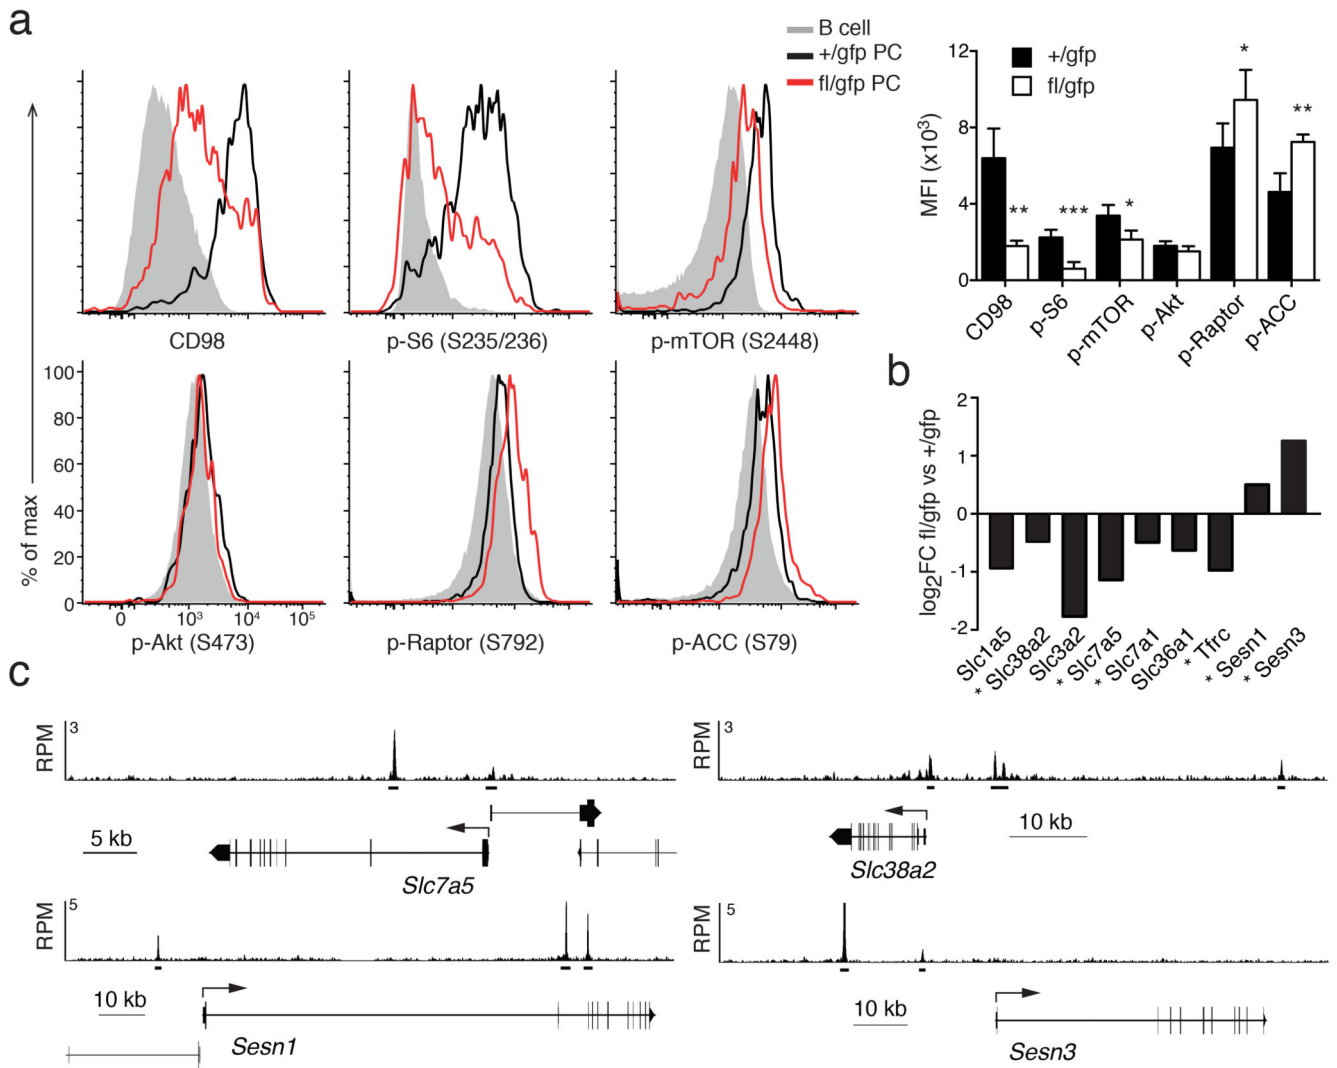 a
B cell
+/gfp PC
fl/gfp PC
% of max
CD98
p-S6 (S235/236)
p-mTOR (S2448)
100
80
60
40
20
0
0 10³ 10⁴ 10⁵
p-Akt (S473)
p-Raptor (S792)
p-ACC (S79)
MFI (x10³)
12
8
4
0
+/gfp
fl/gfp
** *** * * **
CD98
p-S6
p-mTOR
p-Akt
p-Raptor
p-ACC
b
log₂FC fl/gfp vs +/gfp
2
1
0
-1
-2
Slc1a5
* Slc38a2
Slc3a2
* Slc7a5
* Slc7a1
Slc36a1
* Tfrc
* Sesn1
* Sesn3
c
RPM
3
5 kb
Slc7a5
RPM
3
10 kb
Slc38a2
RPM
5
10 kb
Sesn1
RPM
5
10 kb
Sesn3